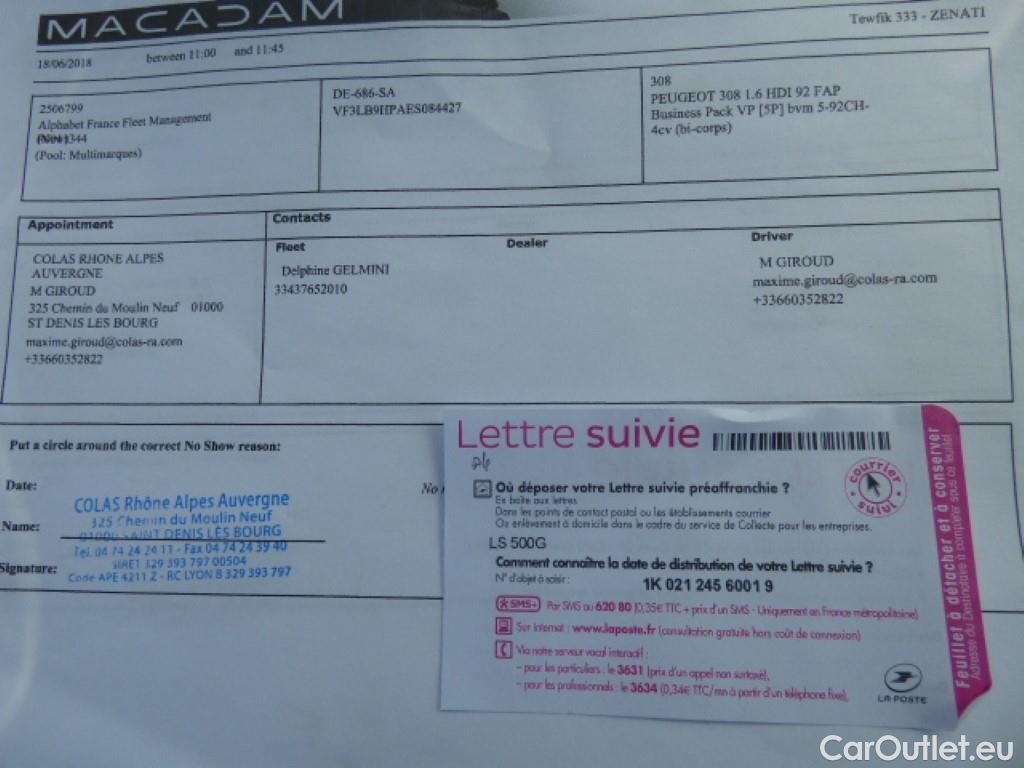 MACADAM
Tewfik 333 - ZENATI
18/06/2018 between 11:00 and 11:45
2506799
Alphabet France Fleet Management
(Pool: Multimarques)
DE-686-SA
VF3LB9HPAES084427
308
PEUGEOT 308 1.6 HDI 92 FAP
Business Pack VP [5P] bvm 5-92CH-
4cv (bi-corps)
Appointment
COLAS RHONE ALPES
AUVERGNE
M GIROUD
325 Chemin du Moulin Neuf 01000
ST DENIS LES BOURG
maxime.giroud@colas-ra.com
+33660352822
Contacts
Fleet
Delphine GELMINI
33437652010
Dealer
Driver
M GIROUD
maxime.giroud@colas-ra.com
+33660352822
Put a circle around the correct No Show reason:
Date:
Name:
Signature:
No
COLAS Rhône Alpes Auvergne
325 Chemin du Moulin Neuf
01000 SAINT DENIS LES BOURG
Tél. 04 74 24 24 11 - Fax 04 74 24 39 40
SIRET 329 393 797 00504
Code APE 4211 Z - RC LYON B 329 393 797
Lettre suivie
courrier suivi
Où déposer votre Lettre suivie préaffranchie ?
En boîte aux lettres
Dans les points de contact postal ou les établissements courrier
Ou enlèvement à domicile dans le cadre du service de Collecte pour les entreprises.
LS 500G
Comment connaître la date de distribution de votre Lettre suivie ?
N° d'objet à saisir : 1K 021 245 6001 9
SMS+ Par SMS au 620 80 (0,35€ TTC + prix d'un SMS - Uniquement en France métropolitaine)
Sur Internet : www.laposte.fr (consultation gratuite hors coût de connexion)
Via notre serveur vocal interactif :
– pour les particuliers : le 3631 (prix d'un appel non surtaxé),
– pour les professionnels : le 3634 (0,34€ TTC/mn à partir d'un téléphone fixe).
LA POSTE
Feuillet à détacher et à conserver
Adresse du Destinataire à compléter sous ce feuillet
CarOutlet.eu